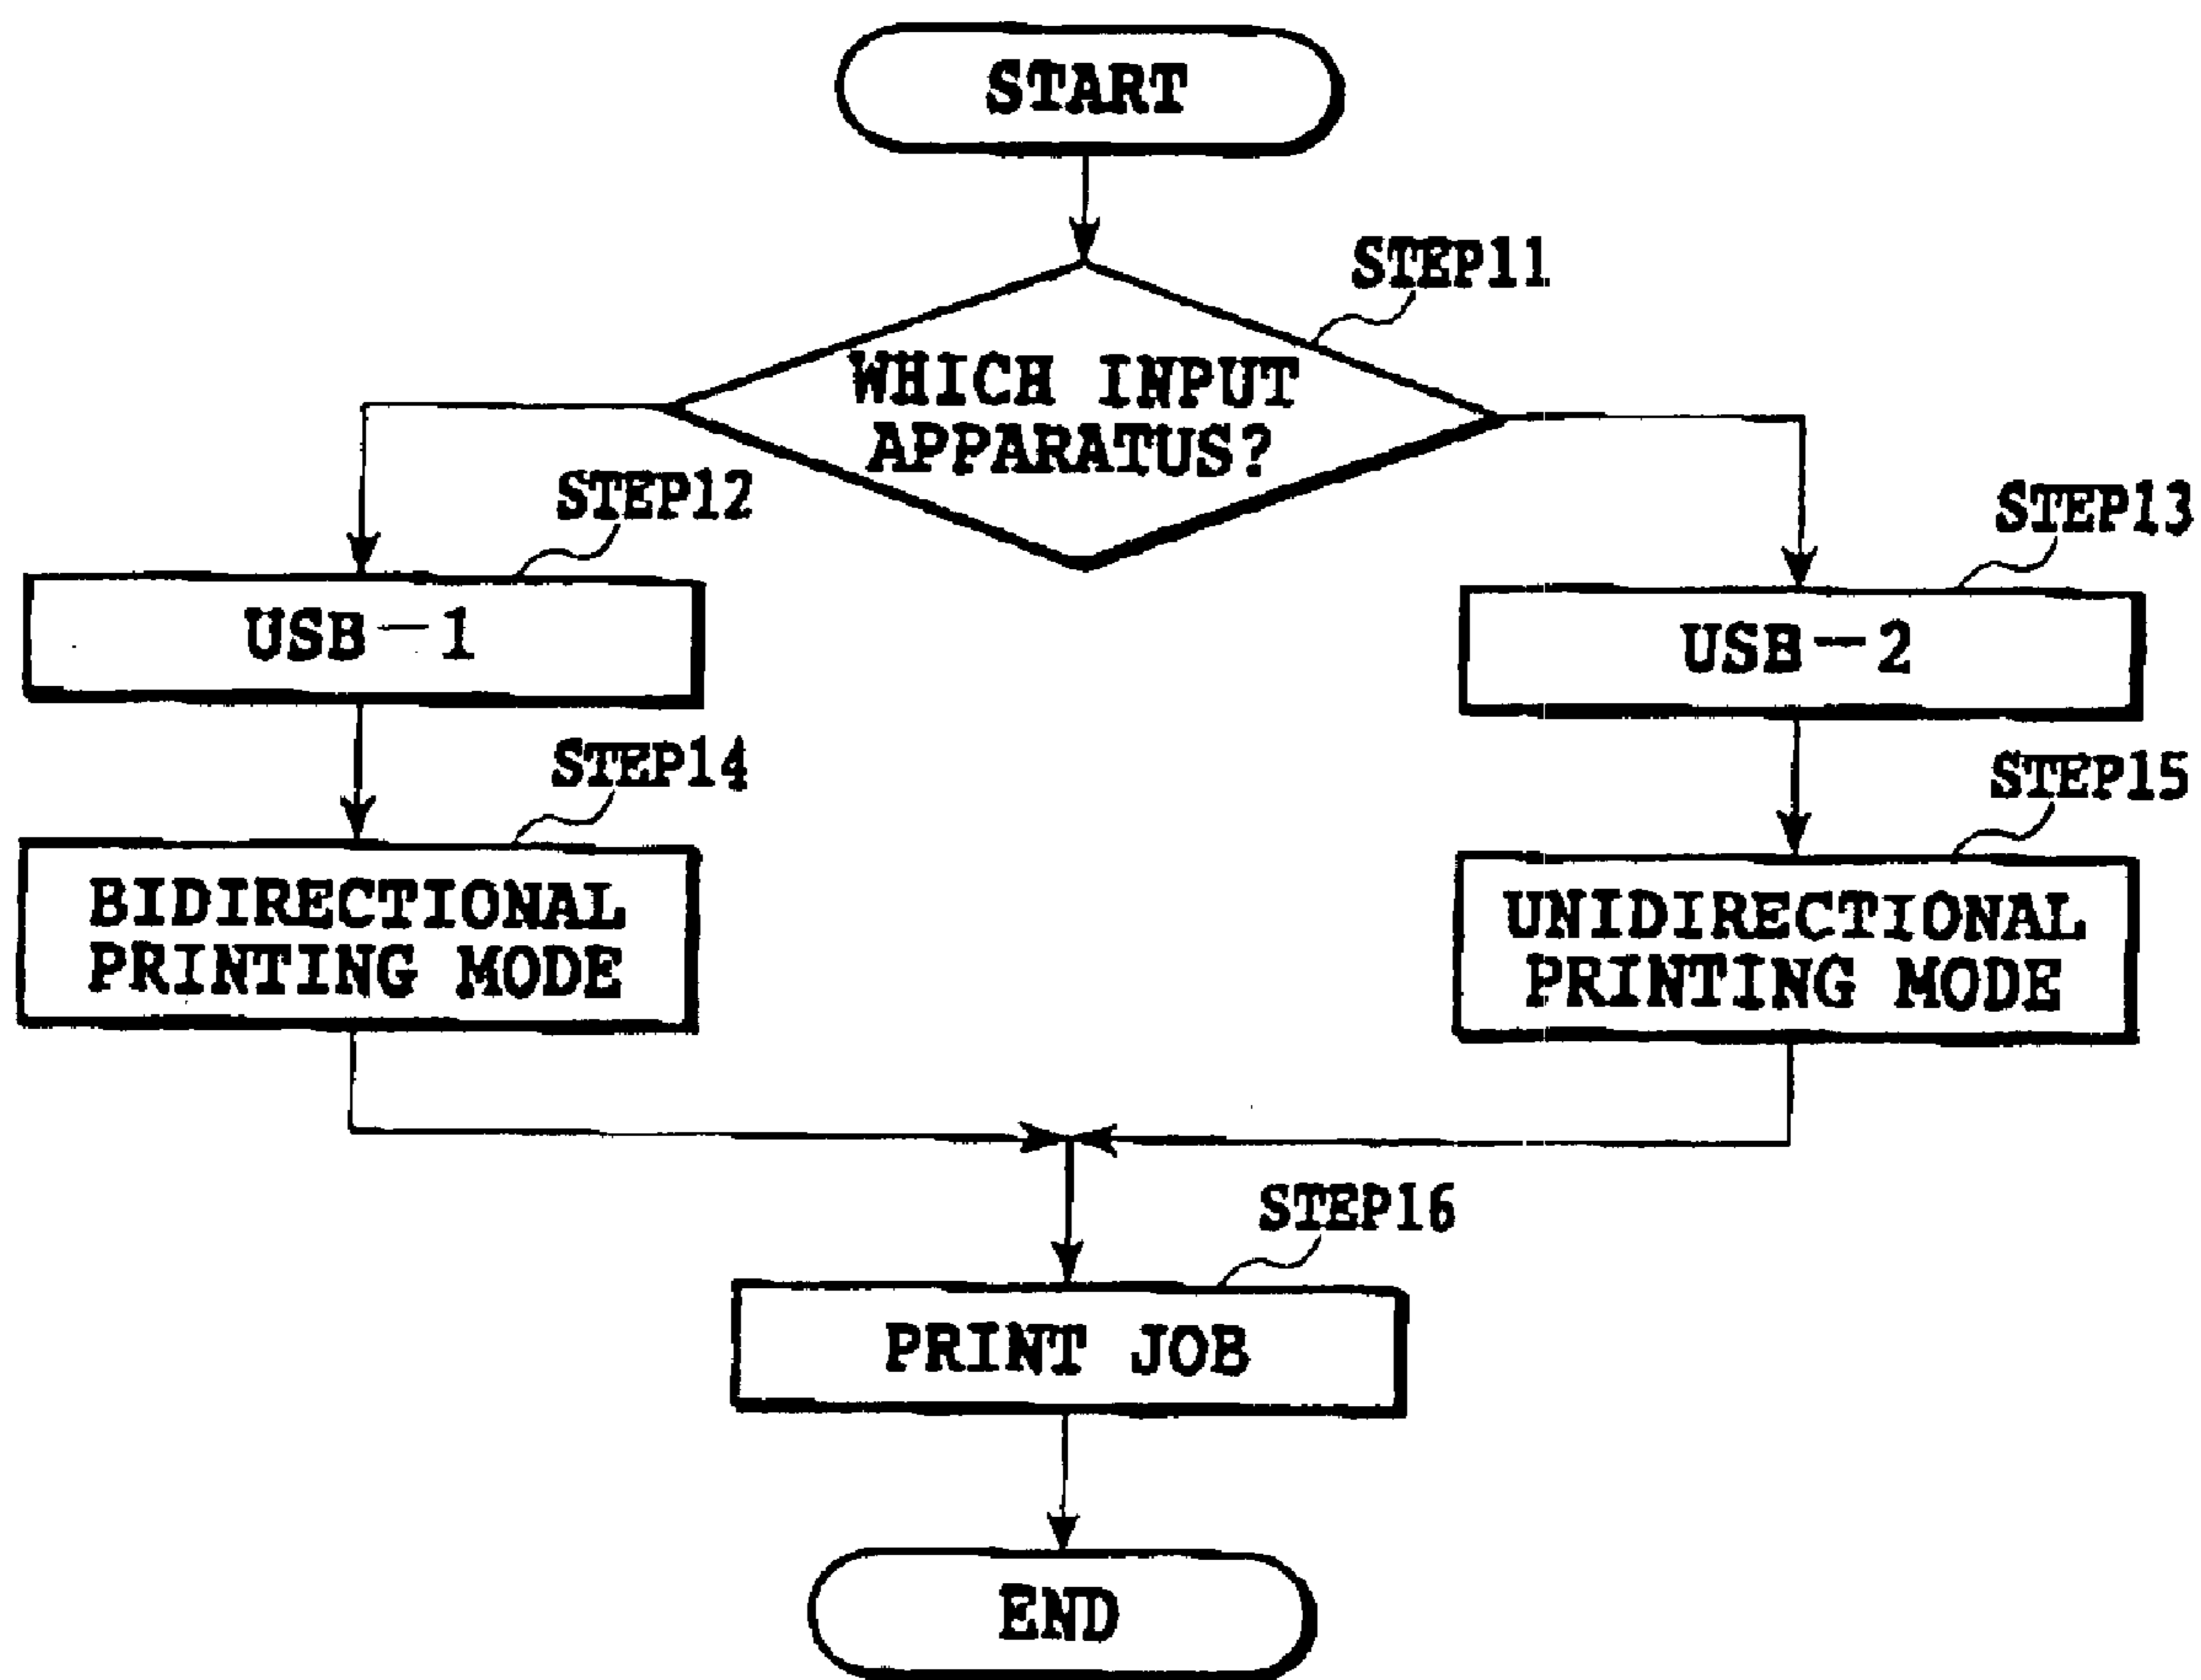 START
STEP11
WHICH INPUT
APPARATUS?
STEP12
STEP13
USB-1
USB-2
STEP14
STEP15
BIDIRECTIONAL
PRINTING MODE
UNIDIRECTIONAL
PRINTING MODE
STEP16
PRINT JOB
END